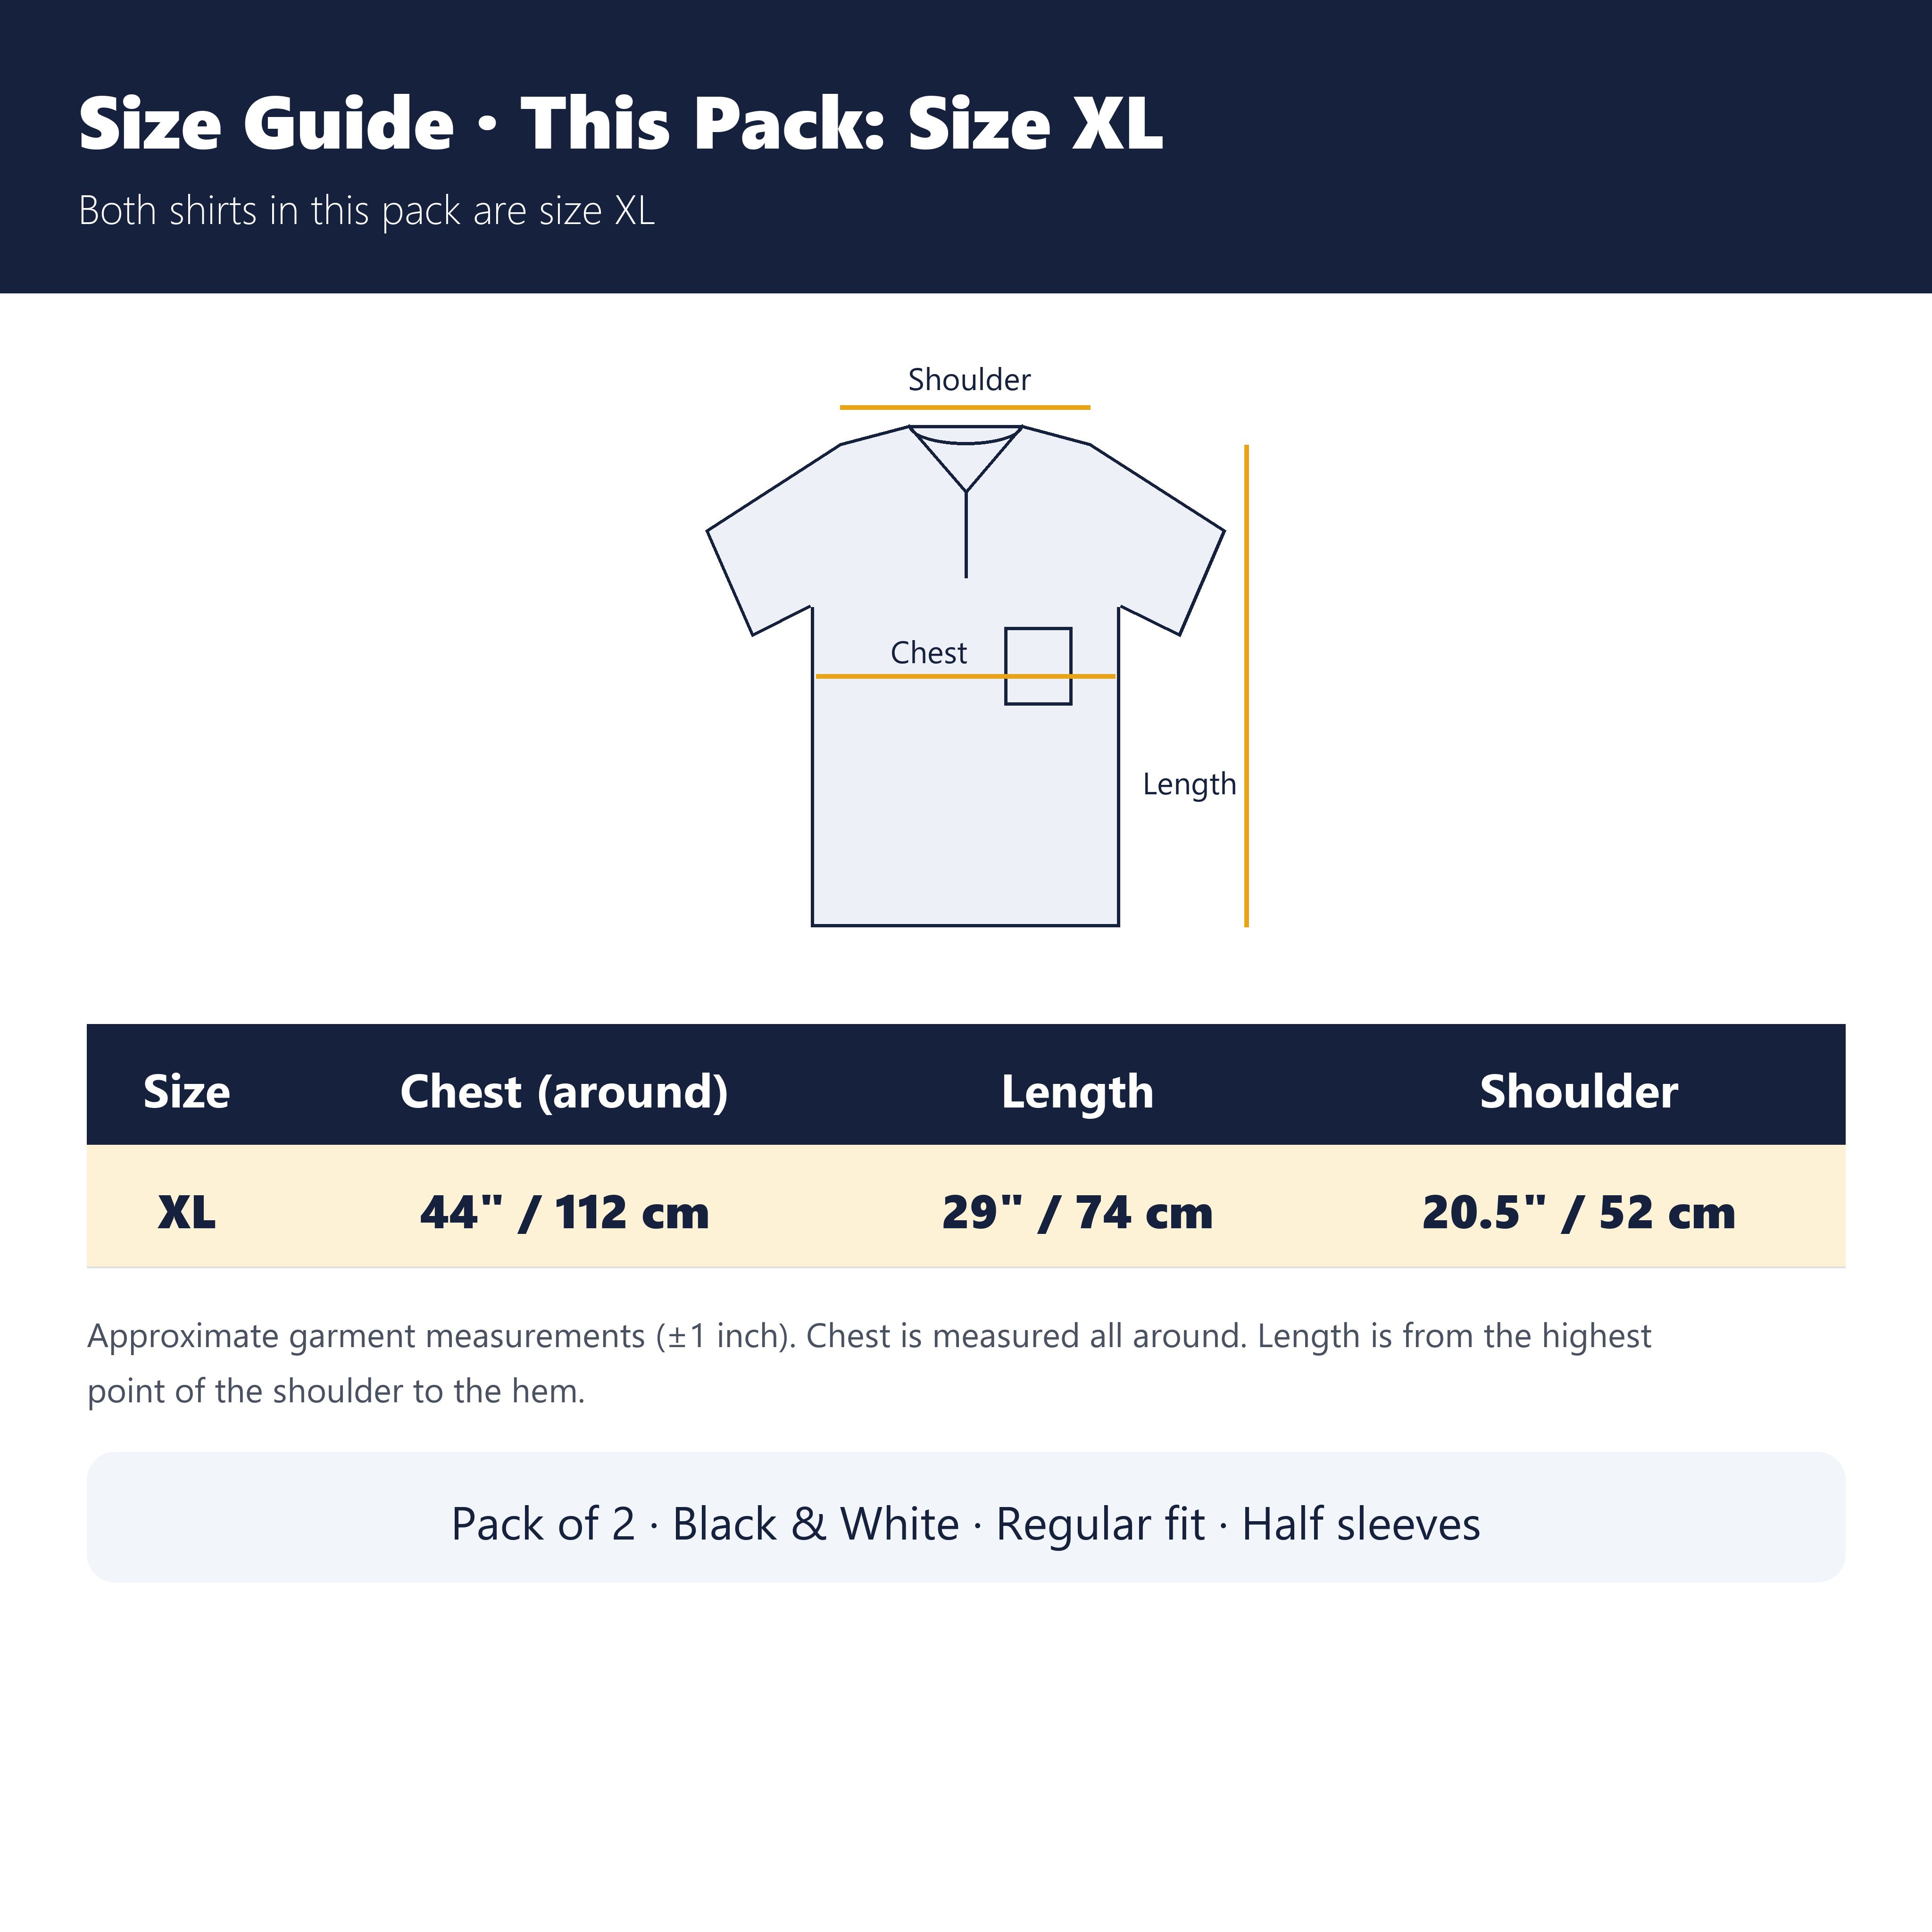 Size Guide · This Pack: Size XL
Both shirts in this pack are size XL
Shoulder
Chest
Length
Size Chest (around) Length Shoulder
XL 44" / 112 cm 29" / 74 cm 20.5" / 52 cm
Approximate garment measurements (±1 inch). Chest is measured all around. Length is from the highest
point of the shoulder to the hem.
Pack of 2 · Black & White · Regular fit · Half sleeves